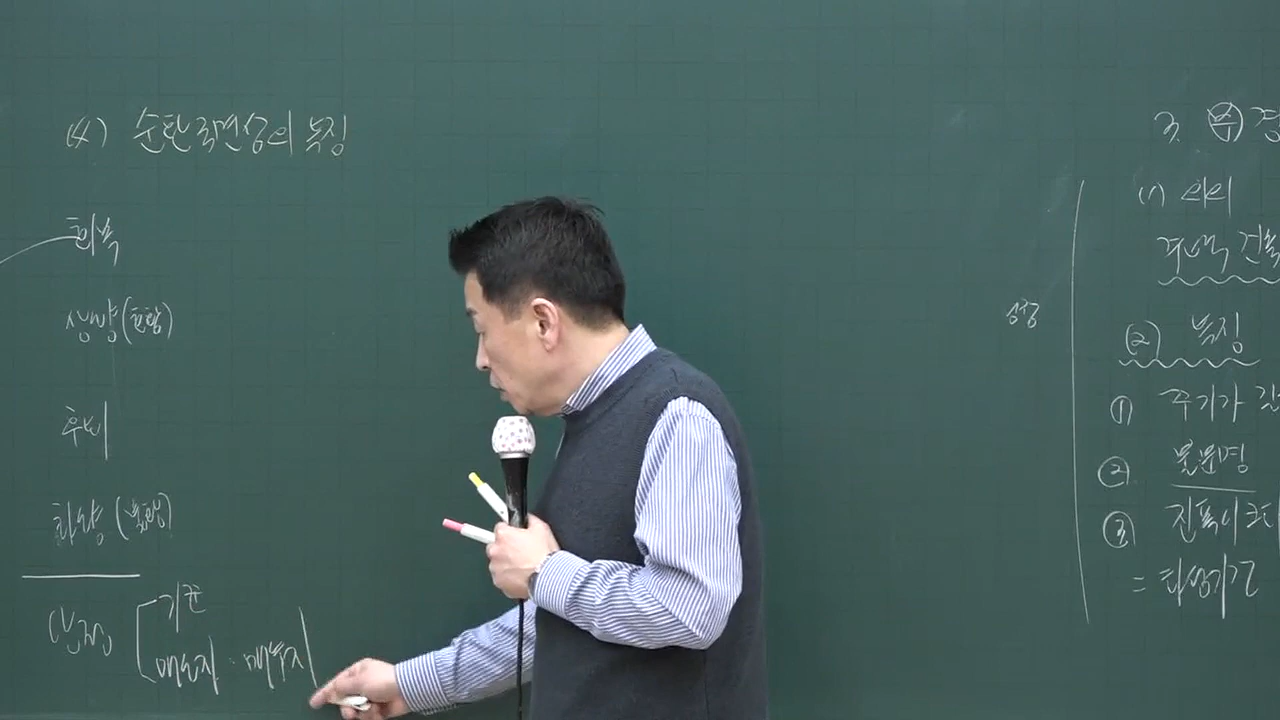 (4) 순환국면상의 특징
회복
상향 (호황)
후퇴
하향 (불황)
안정
기준
매도자 · 매수자
성장
3. 부 경
(1) 의의
주택 건축
(2) 특징
① 주기가 길
② 불분명
③ 진폭이 크
= 타성기간